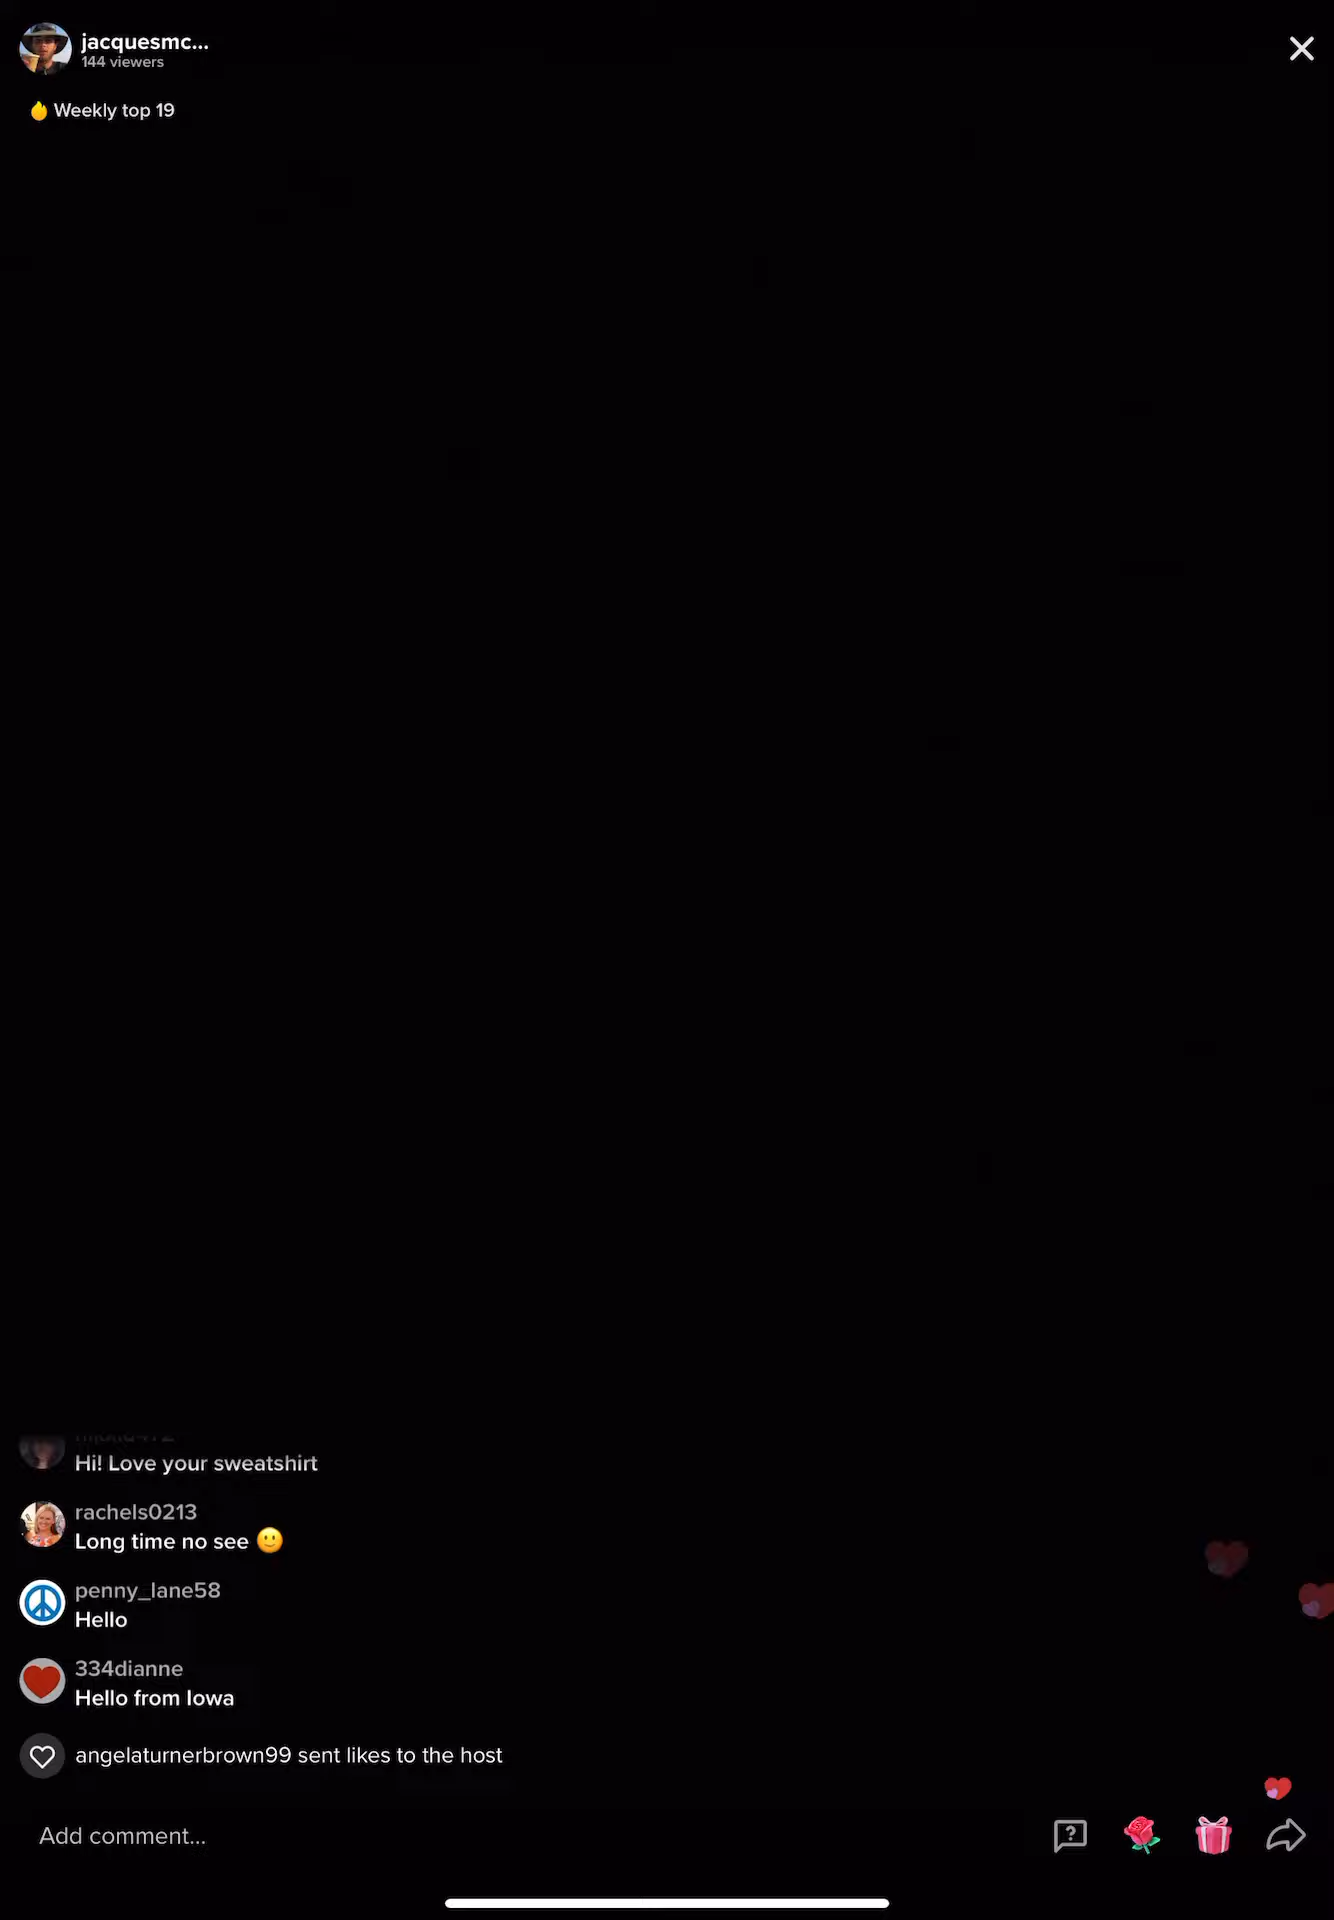 jacquesmc...
144 viewers
Weekly top 19
Hi! Love your sweatshirt
rachels0213
Long time no see 🙂
penny_lane58
Hello
334dianne
Hello from Iowa
angelaturnerbrown99 sent likes to the host
Add comment...